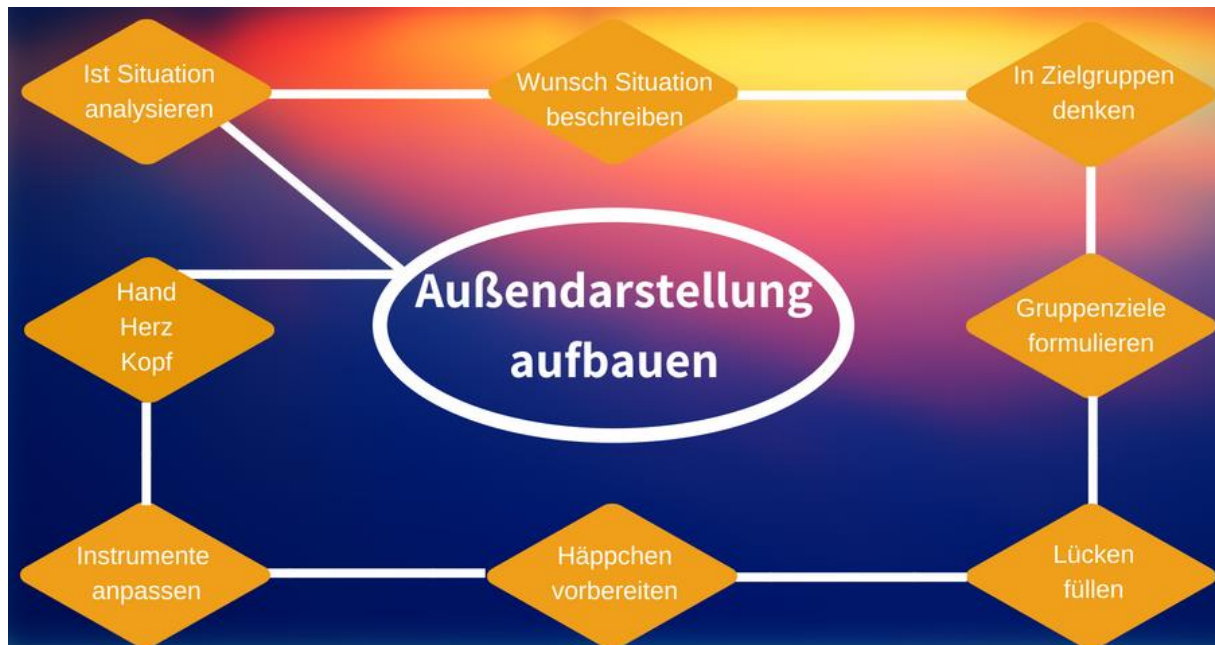 Ist Situation
analysieren
Wunsch Situation
beschreiben
In Zielgruppen
denken
Hand
Herz
Kopf
Außendarstellung
aufbauen
Gruppenziele
formulieren
Instrumente
anpassen
Häppchen
vorbereiten
Lücken
füllen